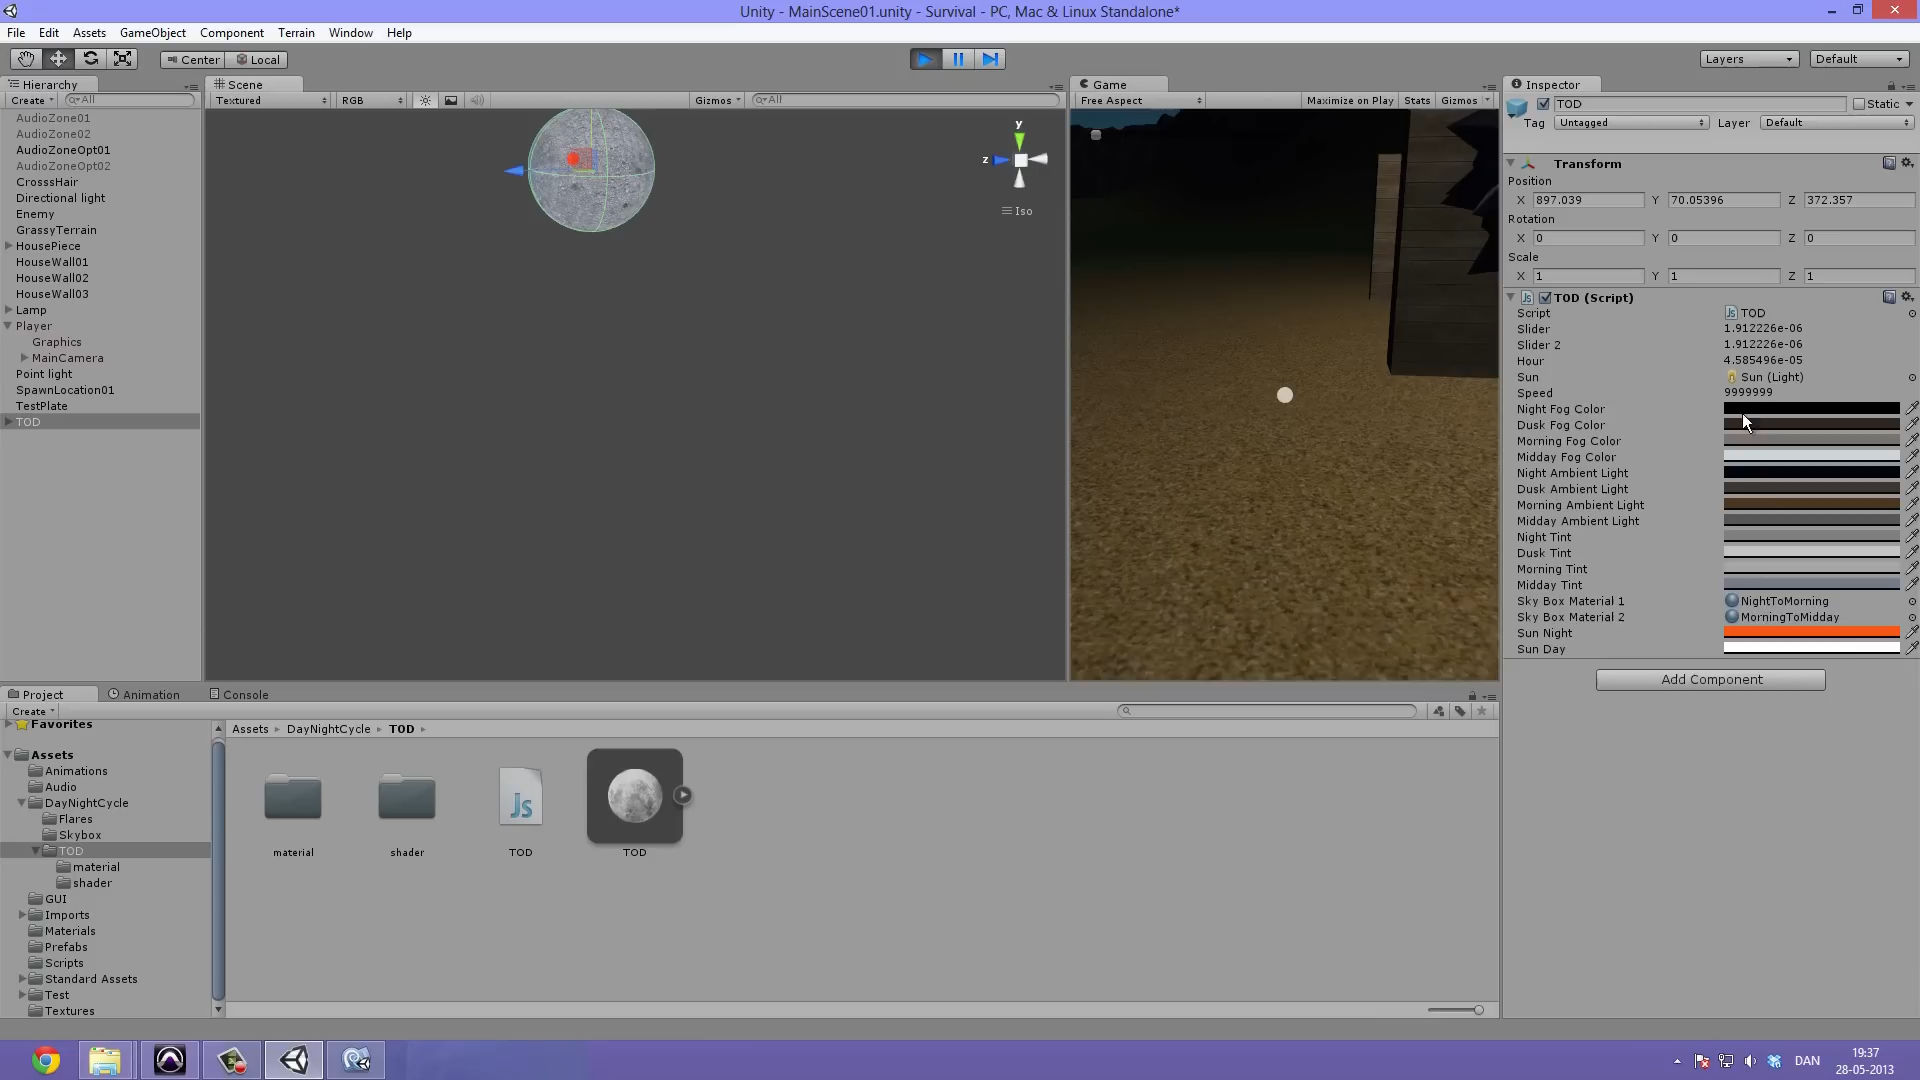 Unity - MainScene01.unity - Survival - PC, Mac & Linux Standalone*
File Edit Assets GameObject Component Terrain Window Help
Center Local
Layers Default
Hierarchy
Create All
AudioZone01
AudioZone02
AudioZoneOpt01
AudioZoneOpt02
CrosssHair
Directional light
Enemy
GrassyTerrain
HousePiece
HouseWall01
HouseWall02
HouseWall03
Lamp
Player
Graphics
MainCamera
Point light
SpawnLocation01
TestPlate
TOD
Scene
Textured RGB Gizmos All
y
z
Iso
Game
Free Aspect Maximize on Play Stats Gizmos
Inspector
TOD Static
Tag Untagged Layer Default
Transform
Position
X 897.039 Y 70.05396 Z 372.357
Rotation
X 0 Y 0 Z 0
Scale
X 1 Y 1 Z 1
Js TOD (Script)
Script Js TOD
Slider 1.912226e-06
Slider 2 1.912226e-06
Hour 4.585496e-05
Sun Sun (Light)
Speed 9999999
Night Fog Color
Dusk Fog Color
Morning Fog Color
Midday Fog Color
Night Ambient Light
Dusk Ambient Light
Morning Ambient Light
Midday Ambient Light
Night Tint
Dusk Tint
Morning Tint
Midday Tint
Sky Box Material 1 NightToMorning
Sky Box Material 2 MorningToMidday
Sun Night
Sun Day
Add Component
Project Animation Console
Create
Favorites
Assets
Animations
Audio
DayNightCycle
Flares
Skybox
TOD
material
shader
GUI
Imports
Materials
Prefabs
Scripts
Standard Assets
Test
Textures
Assets DayNightCycle TOD
Js
material shader TOD TOD
DAN
19:37
28-05-2013